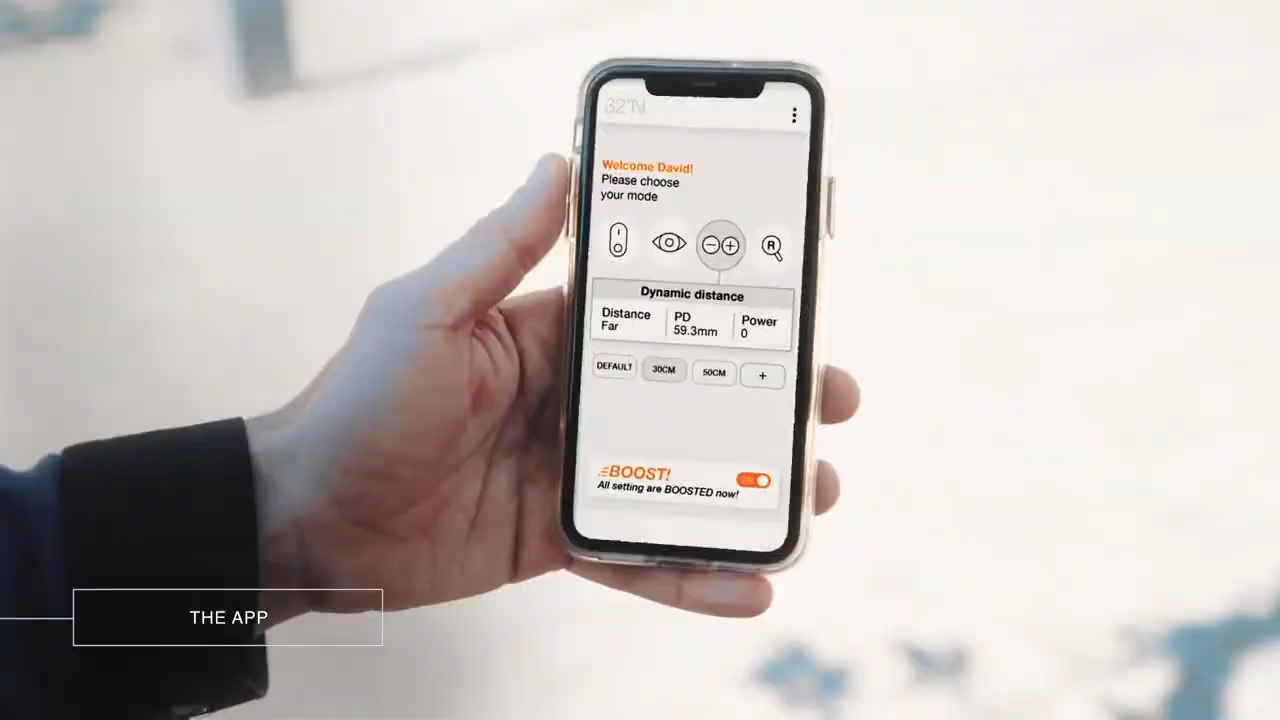 32°N
Welcome David!
Please choose
your mode
R
Dynamic distance
Distance
Far
PD
59.3mm
Power
0
DEFAULT
30CM
50CM
+
BOOST!
All setting are BOOSTED now!
THE APP